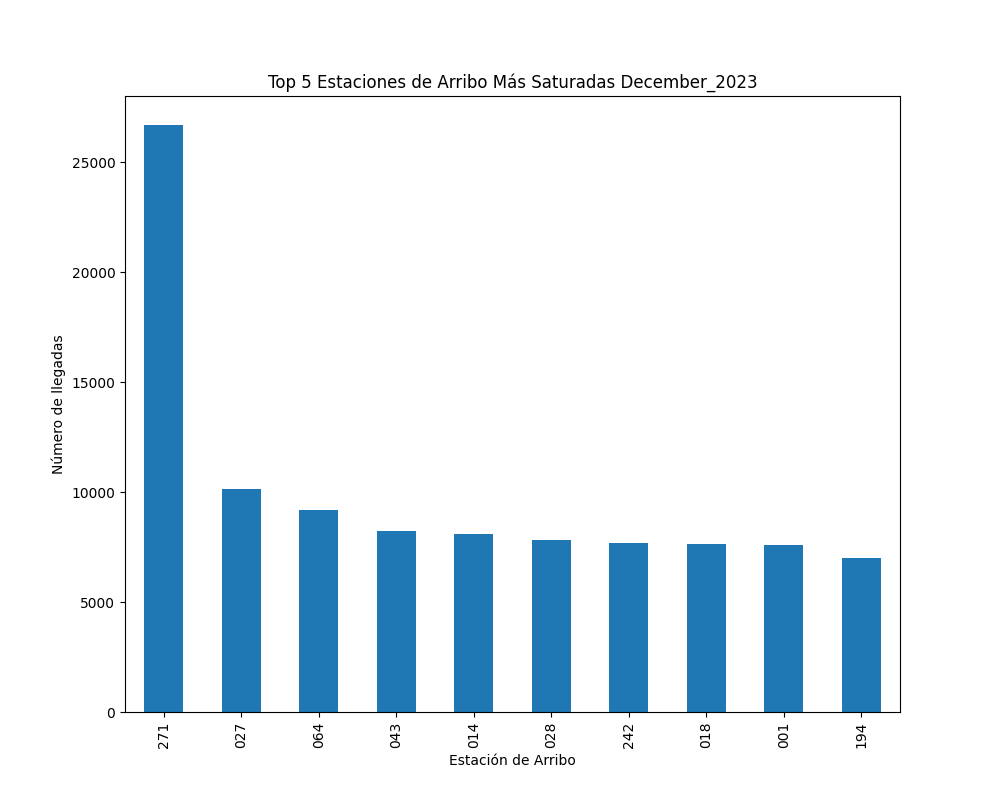 Top 5 Estaciones de Arribo Más Saturadas December_2023
Número de llegadas
25000
20000
15000
10000
5000
0
271 027 064 043 014 028 242 018 001 194
Estación de Arribo